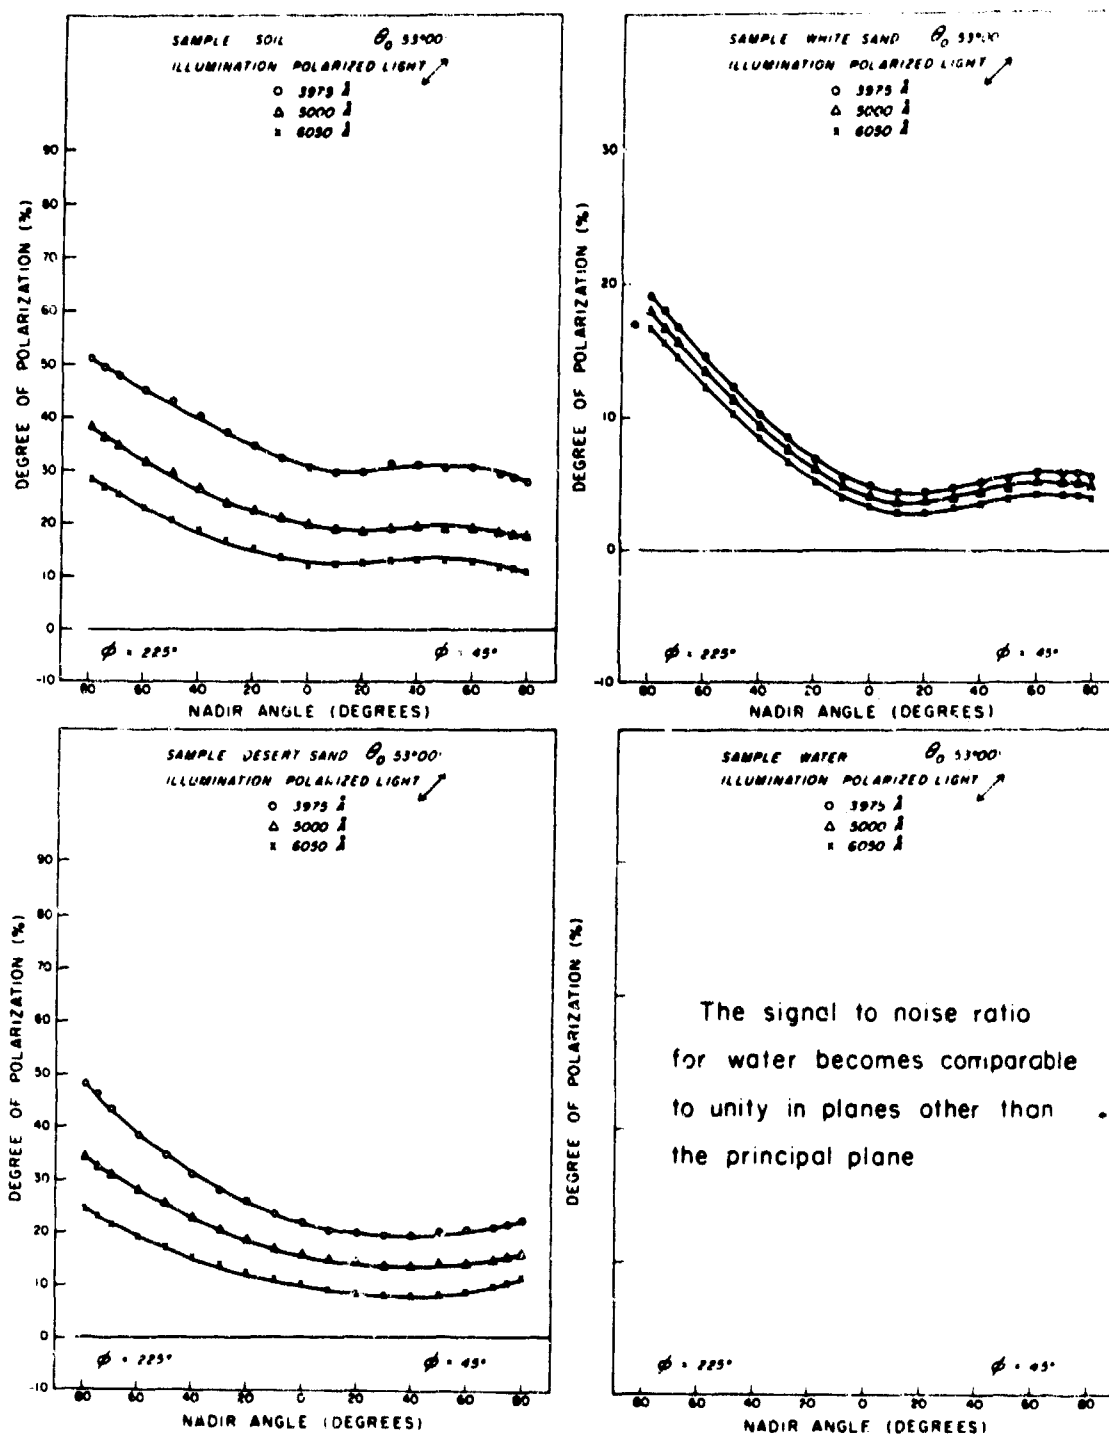 SAMPLE SOIL θ₀ 53°00'
ILLUMINATION POLARIZED LIGHT
○ 3975 Å
△ 5000 Å
× 6050 Å
90
80
70
60
50
40
30
20
10
0
-10
DEGREE OF POLARIZATION (%)
ϕ = 225° ϕ = 45°
80 60 40 20 0 20 40 60 80
NADIR ANGLE (DEGREES)
SAMPLE WHITE SAND θ₀ 53°00'
ILLUMINATION POLARIZED LIGHT
○ 3975 Å
△ 5000 Å
× 6050 Å
30
20
10
0
-10
DEGREE OF POLARIZATION (%)
ϕ = 225° ϕ = 45°
80 60 40 20 0 20 40 60 80
NADIR ANGLE (DEGREES)
SAMPLE DESERT SAND θ₀ 53°00'
ILLUMINATION POLARIZED LIGHT
○ 3975 Å
△ 5000 Å
× 6050 Å
90
80
70
60
50
40
30
20
10
0
-10
DEGREE OF POLARIZATION (%)
ϕ = 225° ϕ = 45°
80 60 40 20 0 20 40 60 80
NADIR ANGLE (DEGREES)
SAMPLE WATER θ₀ 53°00'
ILLUMINATION POLARIZED LIGHT
○ 3975 Å
△ 5000 Å
× 6050 Å
DEGREE OF POLARIZATION (%)
The signal to noise ratio
for water becomes comparable
to unity in planes other than
the principal plane
ϕ = 225° ϕ = 45°
80 60 40 20 0 20 40 60 80
NADIR ANGLE (DEGREES)